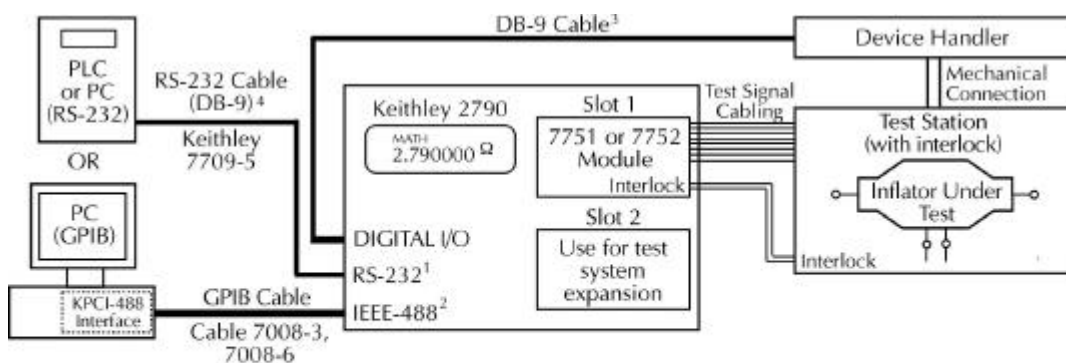 PLC
or PC
(RS-232)
OR
PC
(GPIB)
KPCI-488
Interface
RS-232 Cable
(DB-9)⁴
Keithley
7709-5
GPIB Cable
Cable 7008-3,
7008-6
DB-9 Cable³
Keithley 2790
MATH
2.790000 Ω
DIGITAL I/O
RS-232¹
IEEE-488²
Slot 1
7751 or 7752
Module
Interlock
Slot 2
Use for test
system
expansion
Test Signal
Cabling
Device Handler
Mechanical
Connection
Test Station
(with interlock)
Inflator Under
Test
Interlock